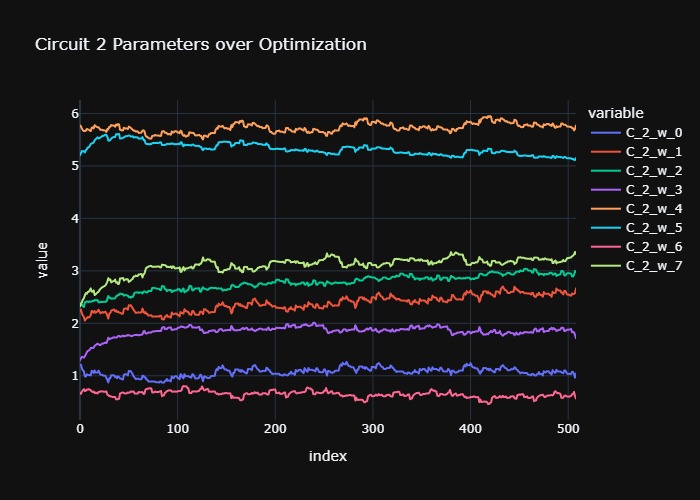 Circuit 2 Parameters over Optimization
variable
C_2_w_0
C_2_w_1
C_2_w_2
C_2_w_3
C_2_w_4
C_2_w_5
C_2_w_6
C_2_w_7
value
6
5
4
3
2
1
0 100 200 300 400 500
index